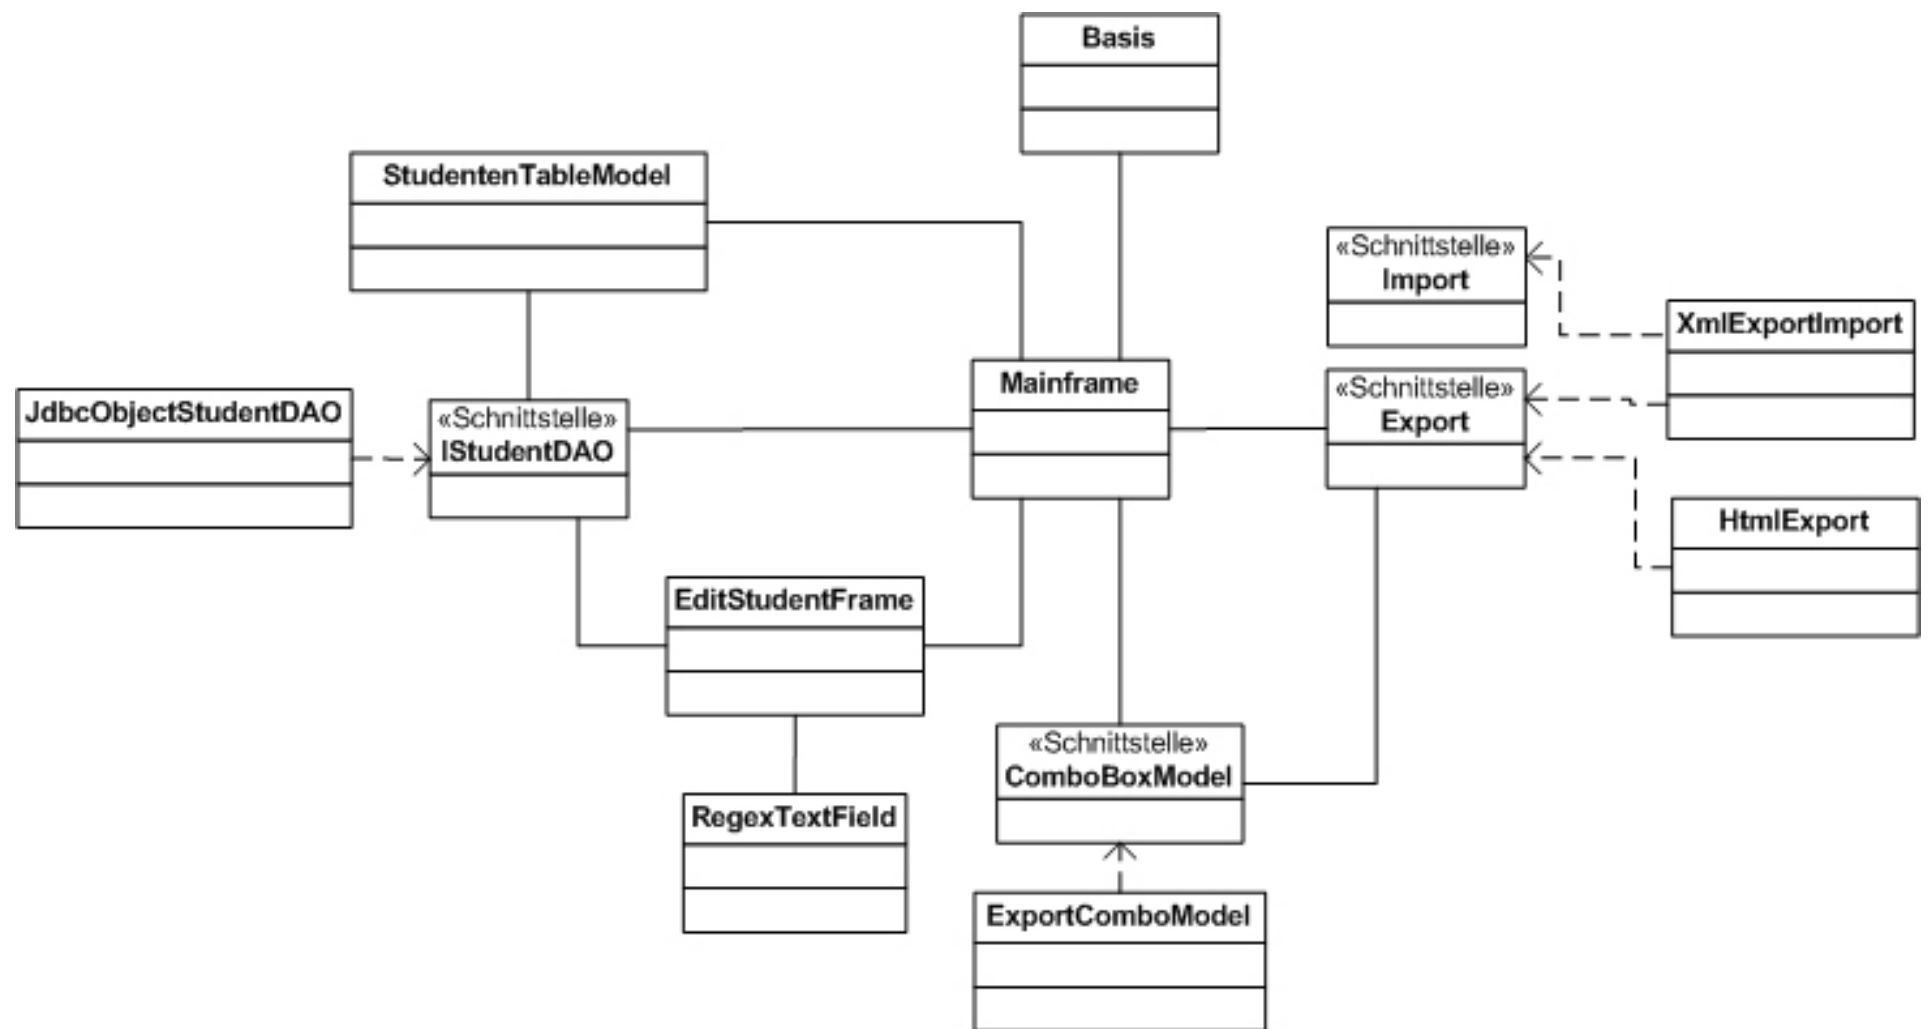 Basis
StudentenTableModel
«Schnittstelle»
Import
XmlExportImport
Mainframe
«Schnittstelle»
Export
JdbcObjectStudentDAO
«Schnittstelle»
IStudentDAO
HtmlExport
EditStudentFrame
«Schnittstelle»
ComboBoxModel
RegexTextField
ExportComboModel